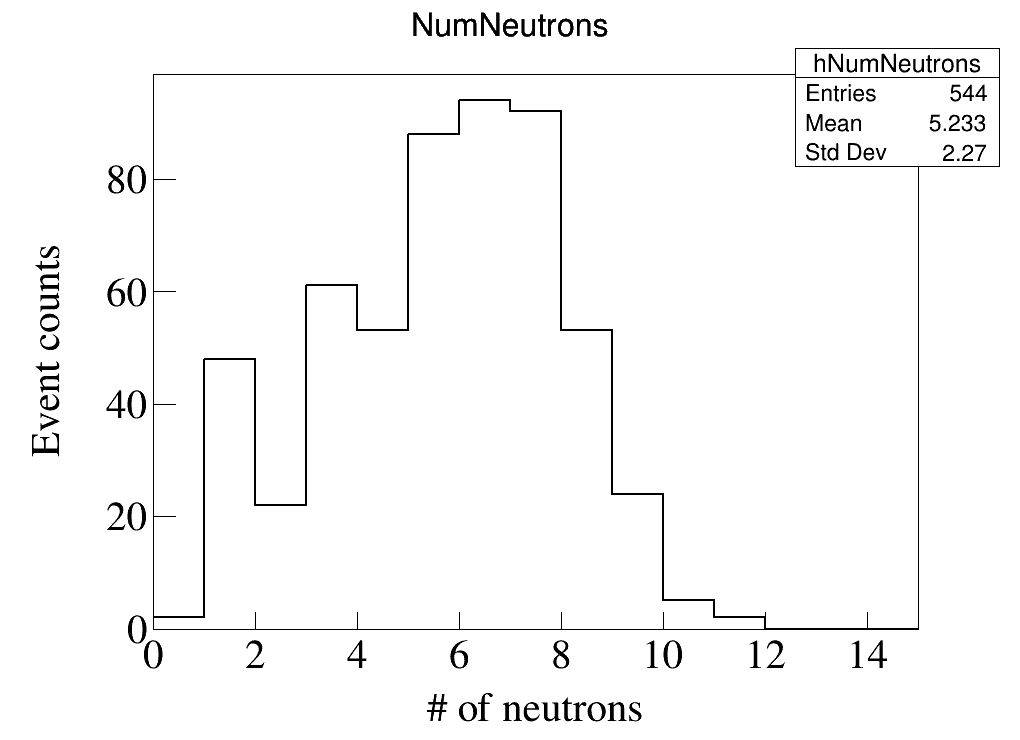 NumNeutrons
hNumNeutrons
Entries 544
Mean 5.233
Std Dev 2.27
Event counts
80
60
40
20
0
0 2 4 6 8 10 12 14
# of neutrons